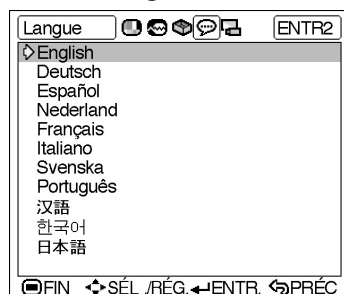 Langue ENTR2
English
Deutsch
Español
Nederland
Français
Italiano
Svenska
Português
汉語
한국어
日本語
FIN SÉL./RÉG. ENTR. PRÉC